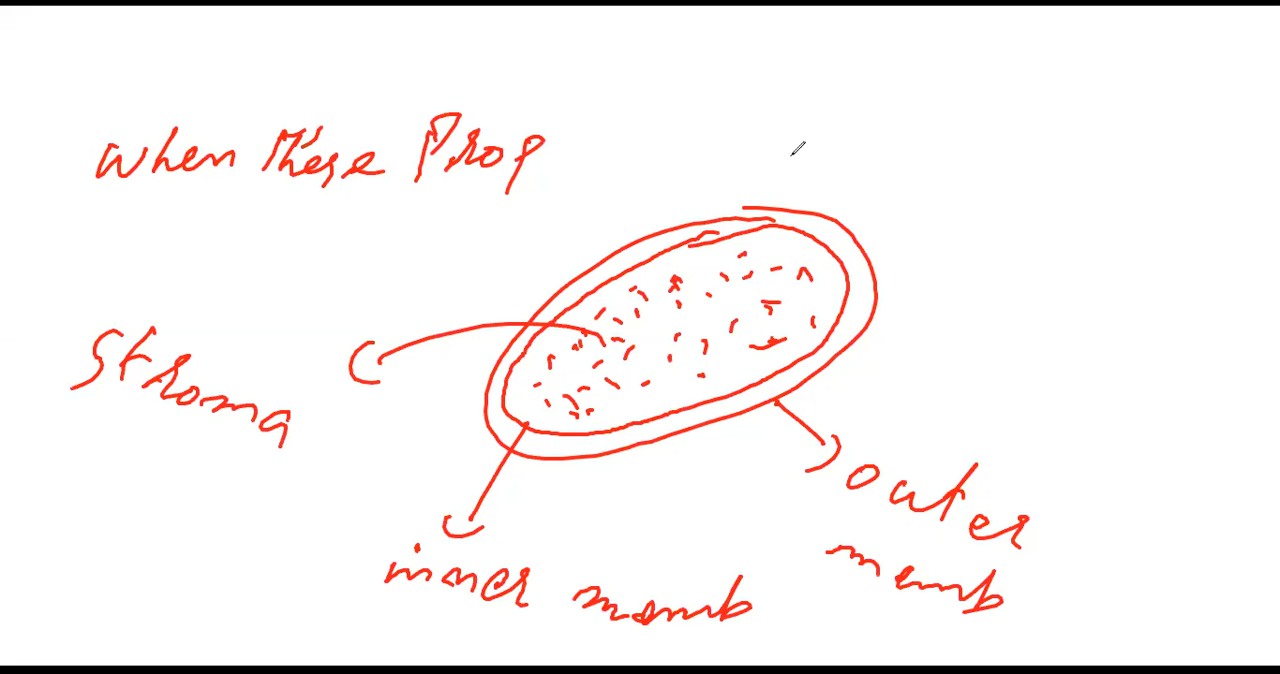 when these Prop
Stroma
inner memb
outer
memb